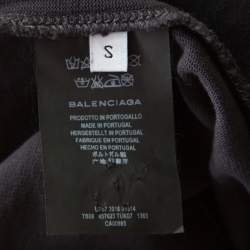 S
BALENCIAGA
PRODOTTO IN PORTOGALLO
MADE IN PORTUGAL
HERGESTELLT IN PORTUGAL
FABRIQUÉ EN PORTUGAL
HECHO EN PORTUGAL
ポルトガル製
CA00985